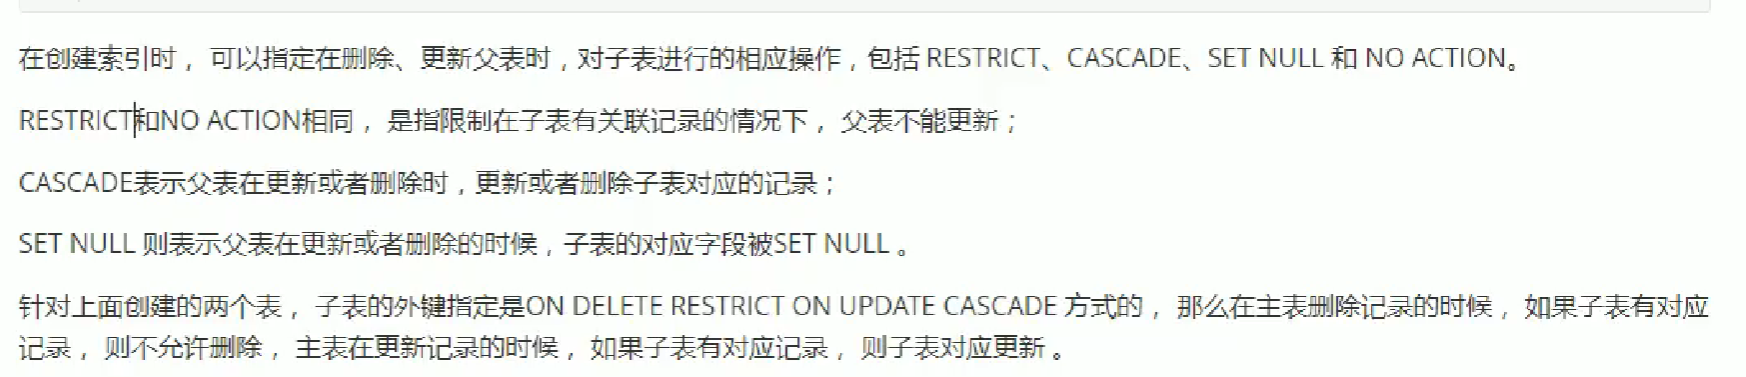 在创建索引时， 可以指定在删除、更新父表时，对子表进行的相应操作，包括 RESTRICT、CASCADE、SET NULL 和 NO ACTION。
RESTRICT和NO ACTION相同， 是指限制在子表有关联记录的情况下， 父表不能更新；
CASCADE表示父表在更新或者删除时，更新或者删除子表对应的记录；
SET NULL 则表示父表在更新或者删除的时候，子表的对应字段被SET NULL 。
针对上面创建的两个表， 子表的外键指定是ON DELETE RESTRICT ON UPDATE CASCADE 方式的， 那么在主表删除记录的时候， 如果子表有对应
记录， 则不允许删除， 主表在更新记录的时候， 如果子表有对应记录， 则子表对应更新 。